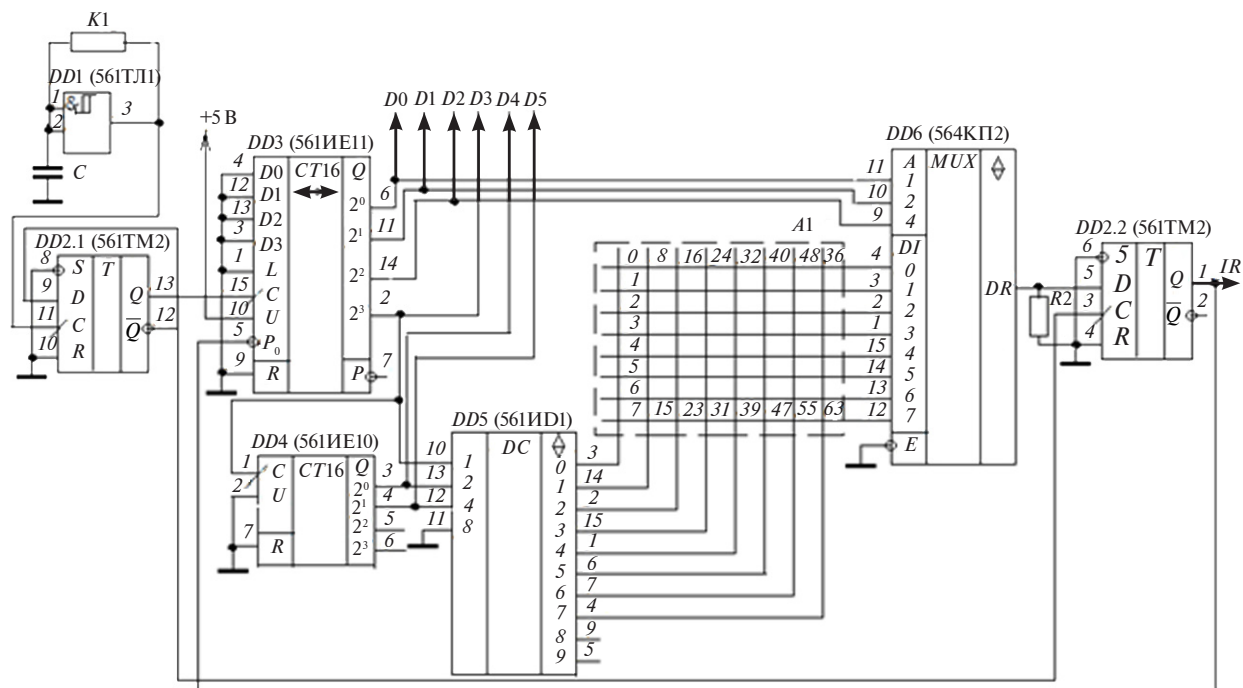 K1
DD1 (561ТЛ1)
1
&
2
3
C
+5 В
D0 D1 D2 D3 D4 D5
DD2.1 (561ТМ2)
8 S T
9 D Q 13
11 C Q 12
10 R
DD3 (561ИЕ11)
4 D0 CT16 Q
12 D1 2⁰ 6
13 D2 2¹ 11
3 D3 2² 14
1 L 2³ 2
15 C
10 U
5 P₀
9 R P 7
DD4 (561ИЕ10)
1 C CT16 Q
2 U 2⁰ 3
2¹ 4
2² 5
7 R 2³ 6
DD5 (561ИD1)
DC
10 1
13 2
12 4
11 8
0 3
1 14
2 2
3 15
4 1
5 6
6 7
7 4
8 9
9 5
A1
0 8 16 24 32 40 48 36
1
2
3
4
5
6
7 15 23 31 39 47 55 63
DD6 (564КП2)
MUX
11 A 1
10 2
9 4
DI
4 0
3 1
2 2
1 3
15 4
14 5
13 6
12 7
E
DR
R2
DD2.2 (561ТМ2)
6 5 T
5 D Q 1
3 C Q 2
4 R
IR